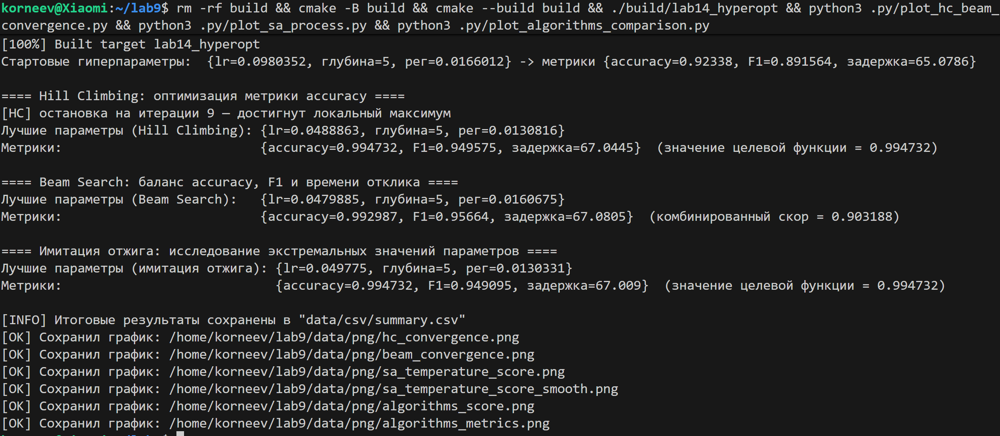 korneev@Xiaomi:~/lab9$ rm -rf build && cmake -B build && cmake --build build && ./build/lab14_hyperopt && python3 .py/plot_hc_beam_
convergence.py && python3 .py/plot_sa_process.py && python3 .py/plot_algorithms_comparison.py
[100%] Built target lab14_hyperopt
Стартовые гиперпараметры:  {lr=0.0980352, глубина=5, рег=0.0166012} -> метрики {accuracy=0.92338, F1=0.891564, задержка=65.0786}
==== Hill Climbing: оптимизация метрики accuracy ====
[HC] остановка на итерации 9 — достигнут локальный максимум
Лучшие параметры (Hill Climbing): {lr=0.0488863, глубина=5, рег=0.0130816}
Метрики:                          {accuracy=0.994732, F1=0.949575, задержка=67.0445}  (значение целевой функции = 0.994732)
==== Beam Search: баланс accuracy, F1 и времени отклика ====
Лучшие параметры (Beam Search):   {lr=0.0479885, глубина=5, рег=0.0160675}
Метрики:                          {accuracy=0.992987, F1=0.95664, задержка=67.0805}  (комбинированный скор = 0.903188)
==== Имитация отжига: исследование экстремальных значений параметров ====
Лучшие параметры (имитация отжига): {lr=0.049775, глубина=5, рег=0.0130331}
Метрики:                            {accuracy=0.994732, F1=0.949095, задержка=67.009}  (значение целевой функции = 0.994732)
[INFO] Итоговые результаты сохранены в "data/csv/summary.csv"
[OK] Сохранил график: /home/korneev/lab9/data/png/hc_convergence.png
[OK] Сохранил график: /home/korneev/lab9/data/png/beam_convergence.png
[OK] Сохранил график: /home/korneev/lab9/data/png/sa_temperature_score.png
[OK] Сохранил график: /home/korneev/lab9/data/png/sa_temperature_score_smooth.png
[OK] Сохранил график: /home/korneev/lab9/data/png/algorithms_score.png
[OK] Сохранил график: /home/korneev/lab9/data/png/algorithms_metrics.png